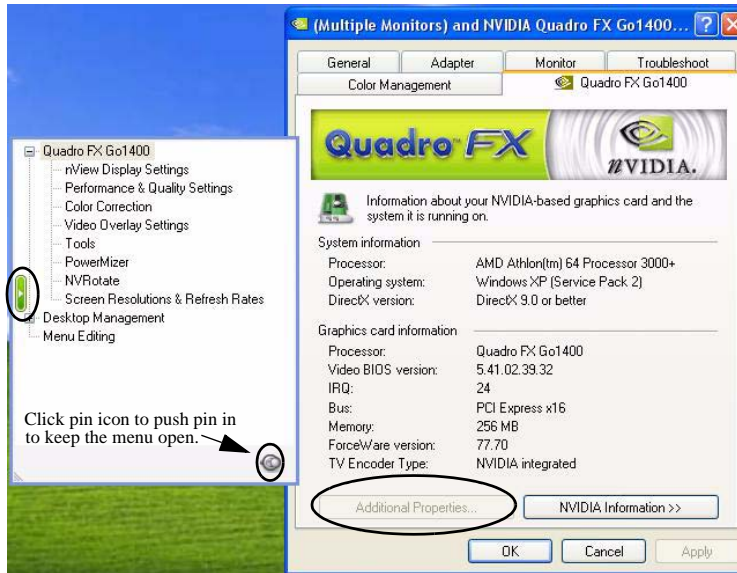 (Multiple Monitors) and NVIDIA Quadro FX Go1400...
General Adapter Monitor Troubleshoot
Color Management Quadro FX Go1400
Quadro FX
nVIDIA.
Information about your NVIDIA-based graphics card and the
system it is running on.
System information
Processor: AMD Athlon(tm) 64 Processor 3000+
Operating system: Windows XP (Service Pack 2)
DirectX version: DirectX 9.0 or better
Graphics card information
Processor: Quadro FX Go1400
Video BIOS version: 5.41.02.39.32
IRQ: 24
Bus: PCI Express x16
Memory: 256 MB
ForceWare version: 77.70
TV Encoder Type: NVIDIA integrated
Additional Properties... NVIDIA Information >>
OK Cancel Apply
Quadro FX Go1400
nView Display Settings
Performance & Quality Settings
Color Correction
Video Overlay Settings
Tools
PowerMizer
NVRotate
Screen Resolutions & Refresh Rates
Desktop Management
Menu Editing
Click pin icon to push pin in
to keep the menu open.